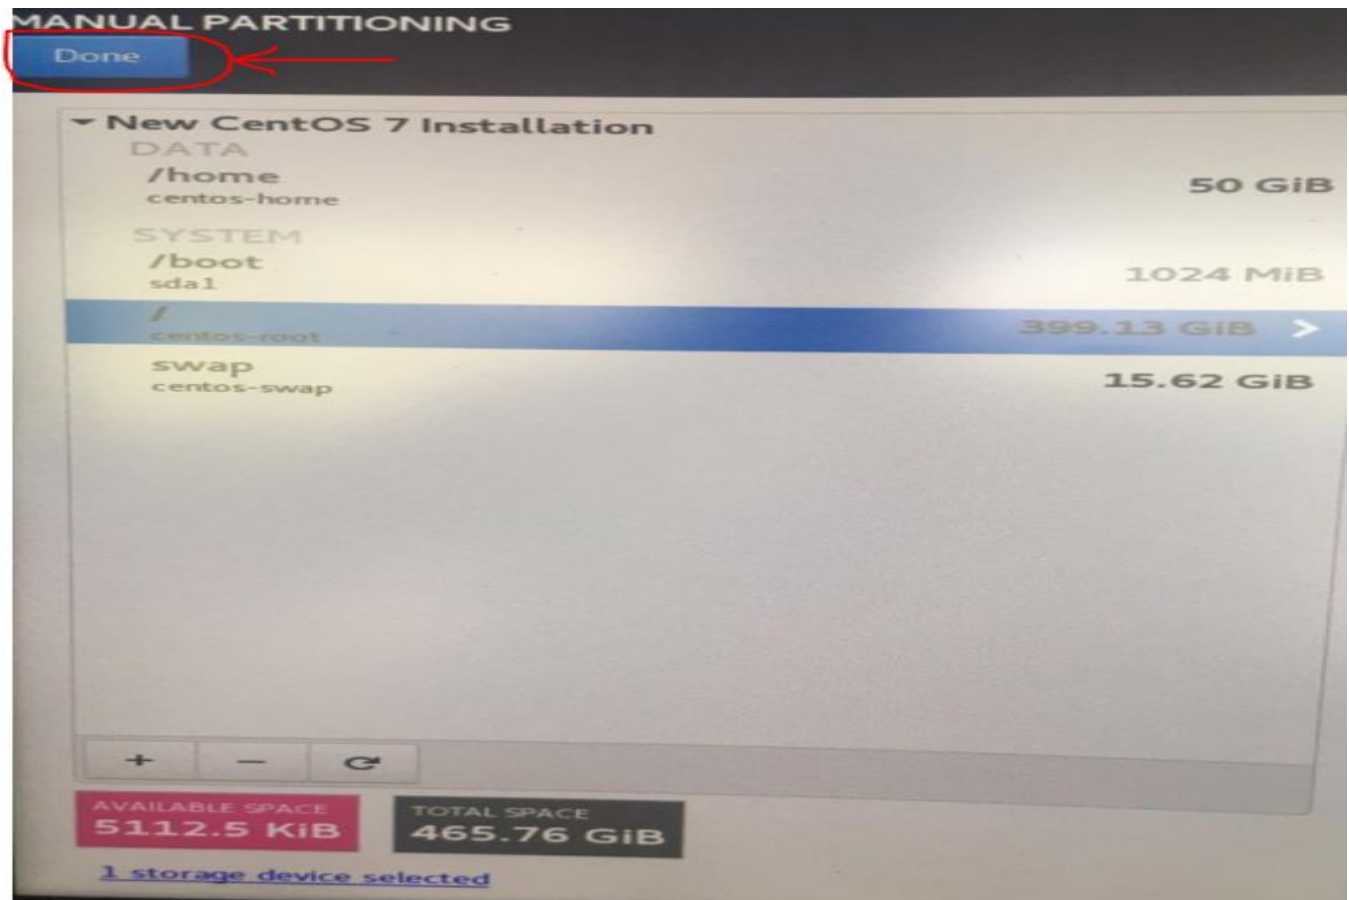 MANUAL PARTITIONING
Done
New CentOS 7 Installation
DATA
/home
centos-home
50 GiB
SYSTEM
/boot
sda1
1024 MiB
/
centos-root
399.13 GiB
swap
centos-swap
15.62 GiB
AVAILABLE SPACE
5112.5 KiB
TOTAL SPACE
465.76 GiB
1 storage device selected